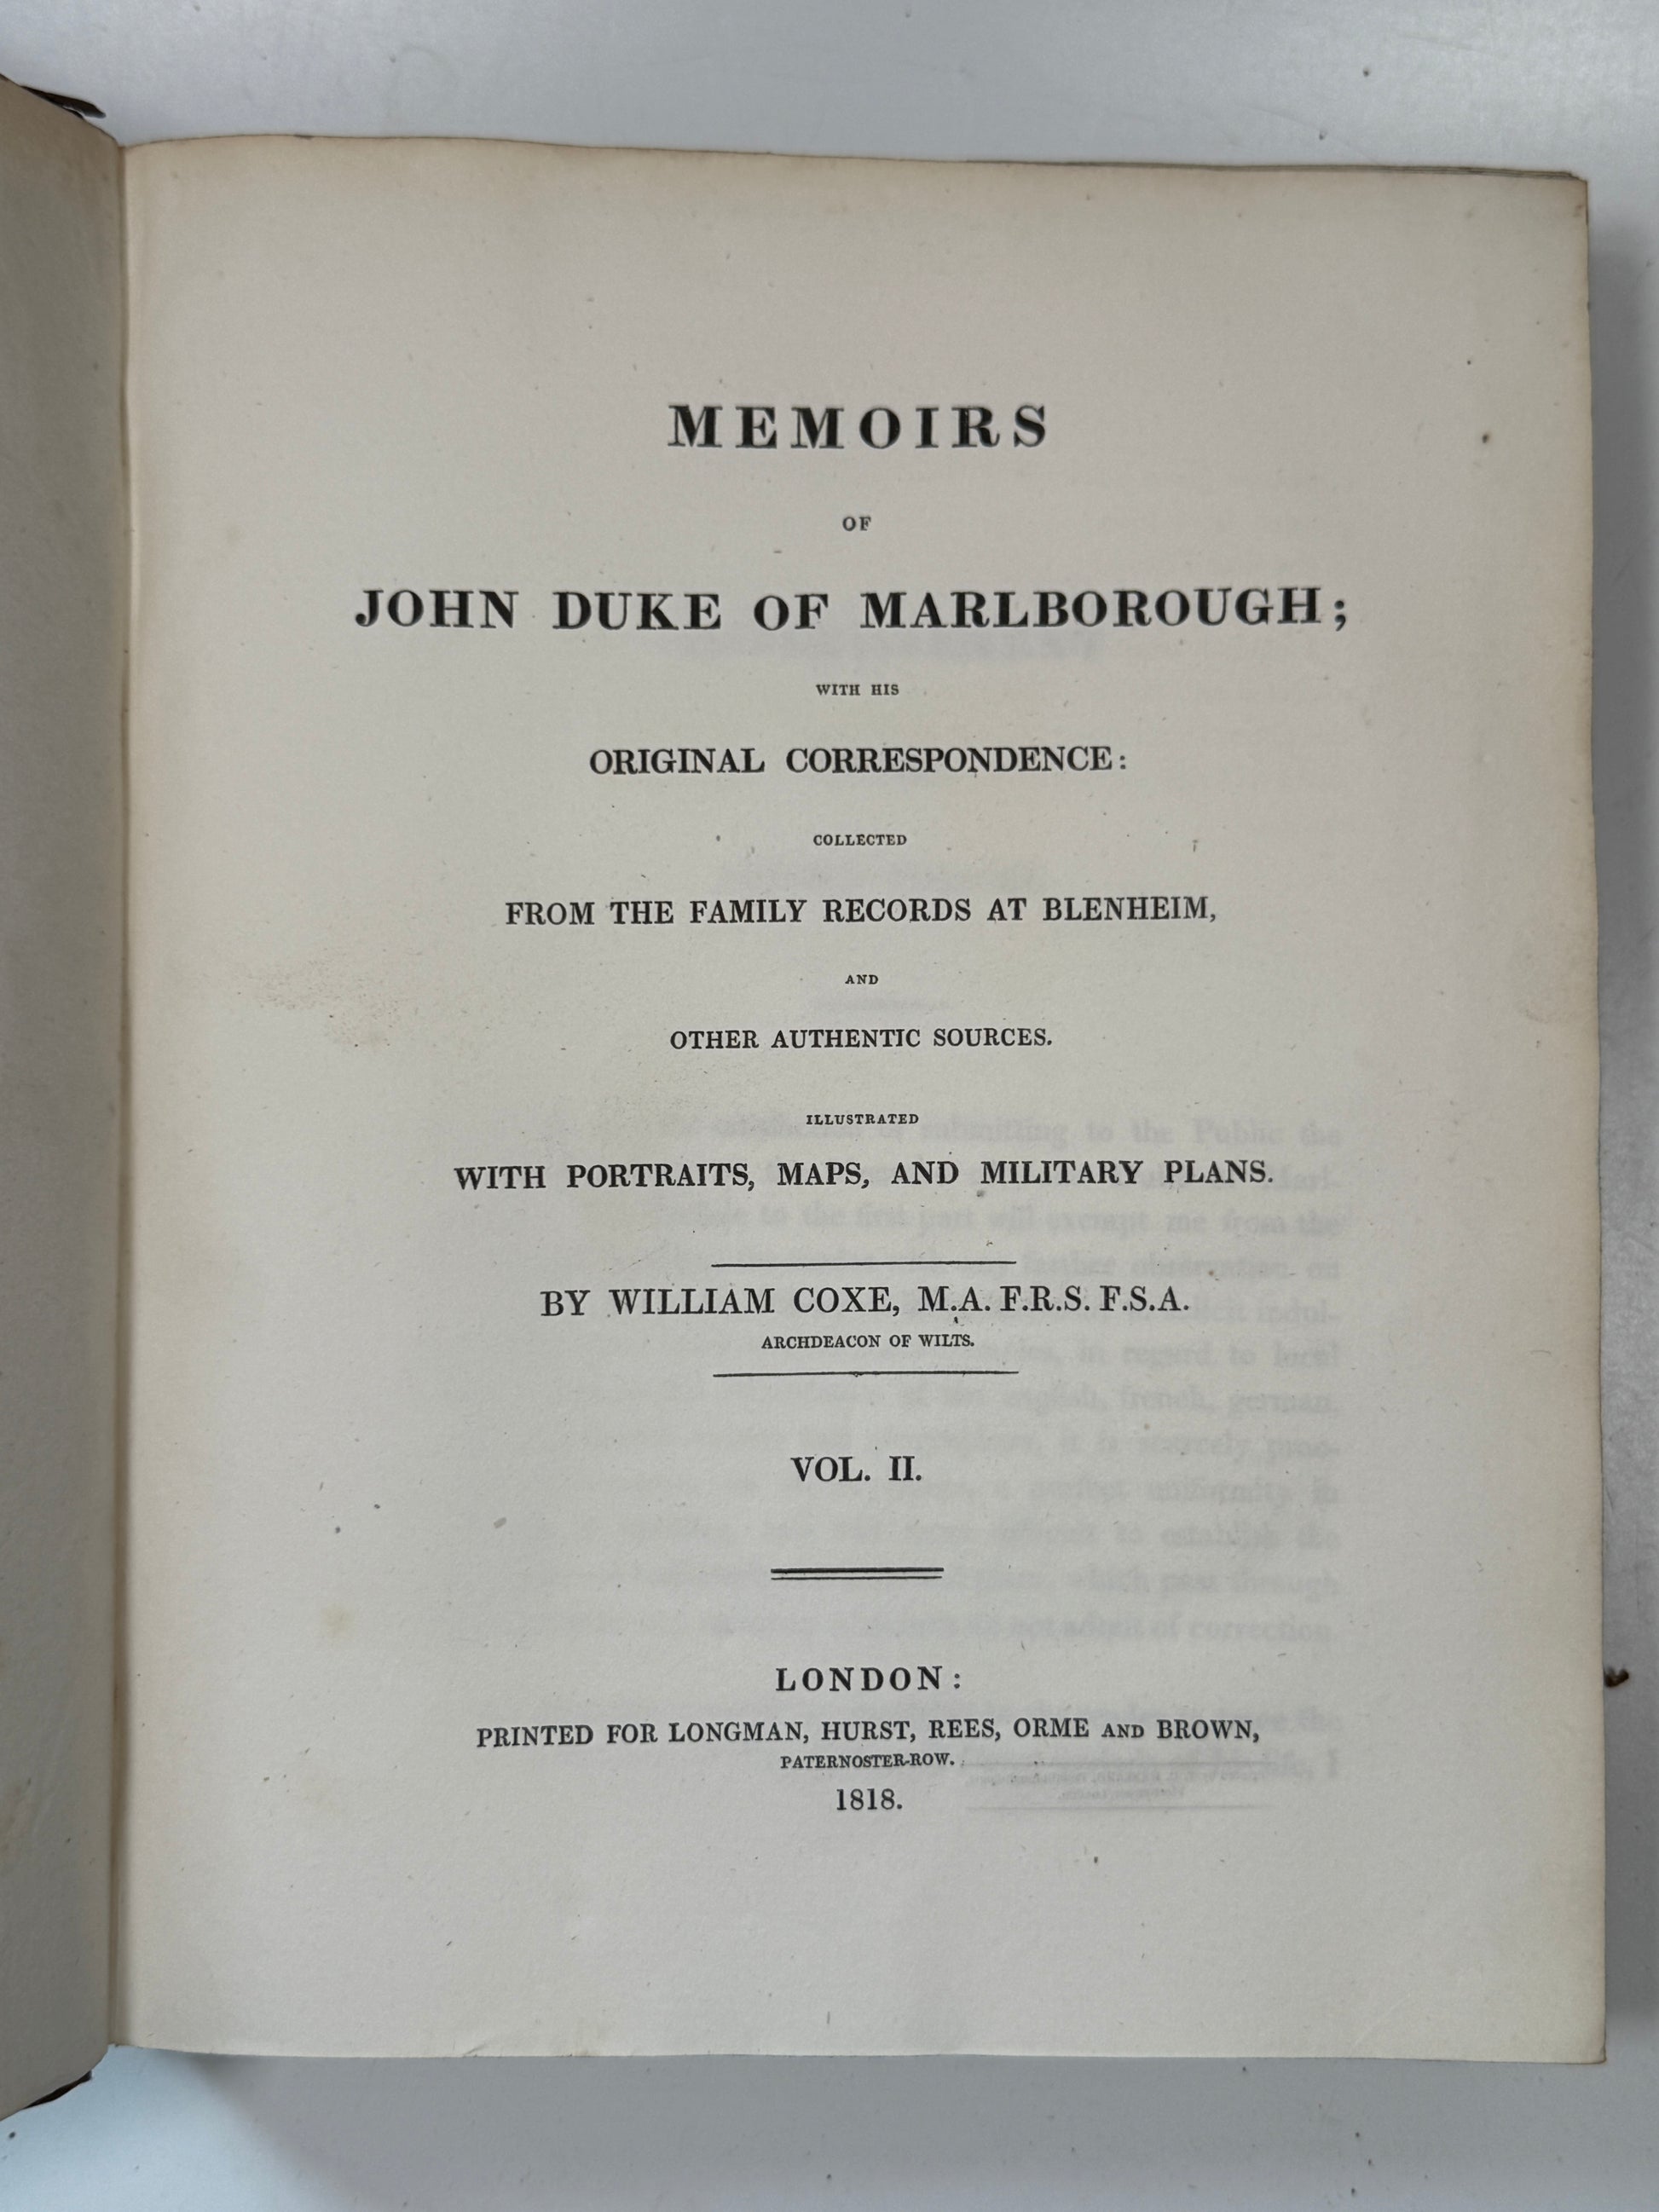 MEMOIRS
OF
JOHN DUKE OF MARLBOROUGH;
WITH HIS
ORIGINAL CORRESPONDENCE:
COLLECTED
FROM THE FAMILY RECORDS AT BLENHEIM,
AND
OTHER AUTHENTIC SOURCES.
ILLUSTRATED
WITH PORTRAITS, MAPS, AND MILITARY PLANS.
BY WILLIAM COXE, M.A. F.R.S. F.S.A.
ARCHDEACON OF WILTS.
VOL. II.
LONDON:
PRINTED FOR LONGMAN, HURST, REES, ORME AND BROWN,
PATERNOSTER-ROW.
1818.